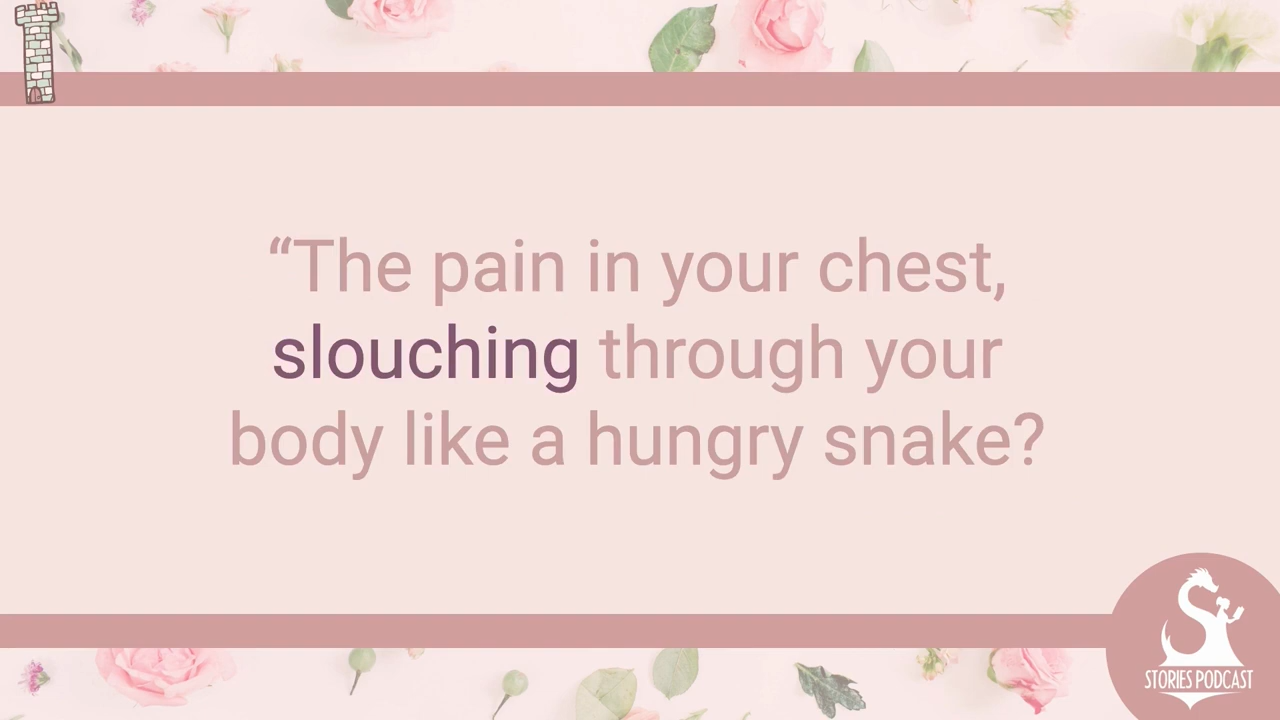 “The pain in your chest,
slouching through your
body like a hungry snake?
STORIES PODCAST